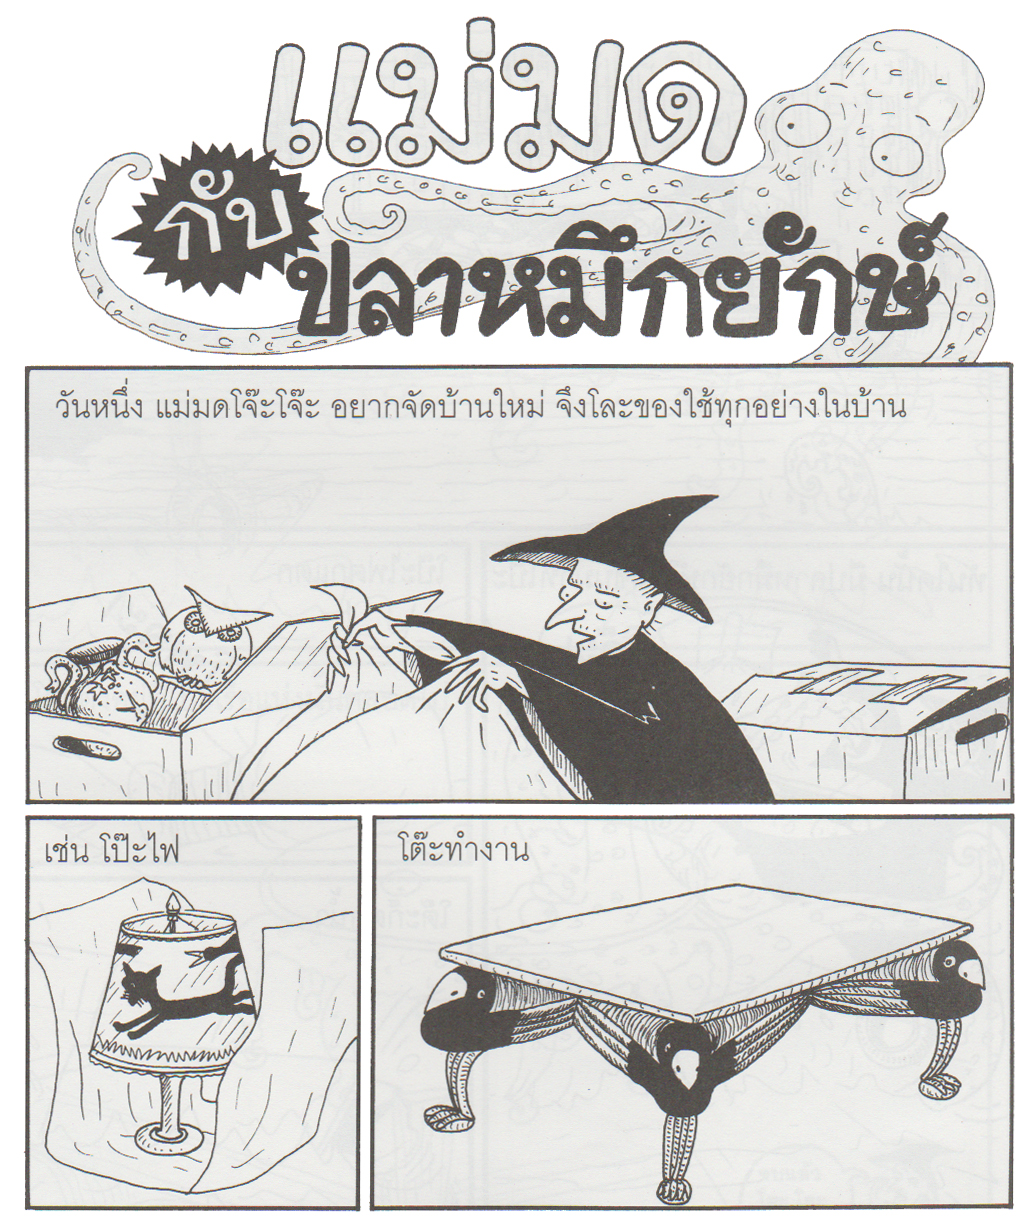 แม่มด
กับ
ปลาหมึกยักษ์
วันหนึ่ง แม่มดโจ๊ะโจ๊ะ อยากจัดบ้านใหม่ จึงโละของใช้ทุกอย่างในบ้าน
เช่น โป๊ะไฟ
โต๊ะทำงาน